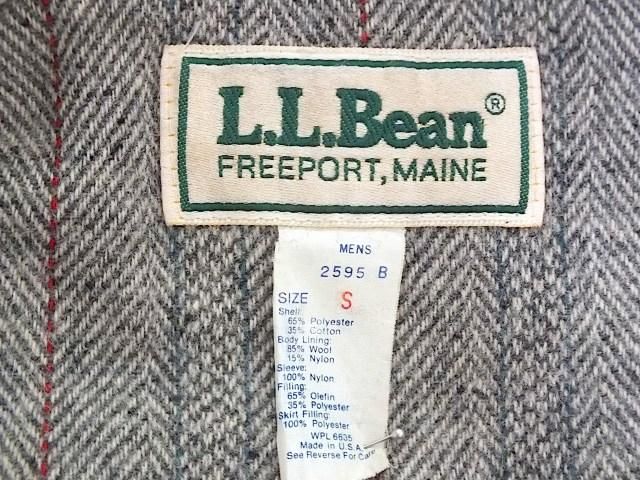 L.L.Bean®
FREEPORT, MAINE
MENS
2595 B
SIZE S
Shell:
65% Polyester
35% Cotton
Body Lining:
85% Wool
15% Nylon
Sleeve:
100% Nylon
Filling:
65% Olefin
35% Polyester
Skirt Filling:
100% Polyester
WPL 6635
Made in U.S.A.
See Reverse For Care